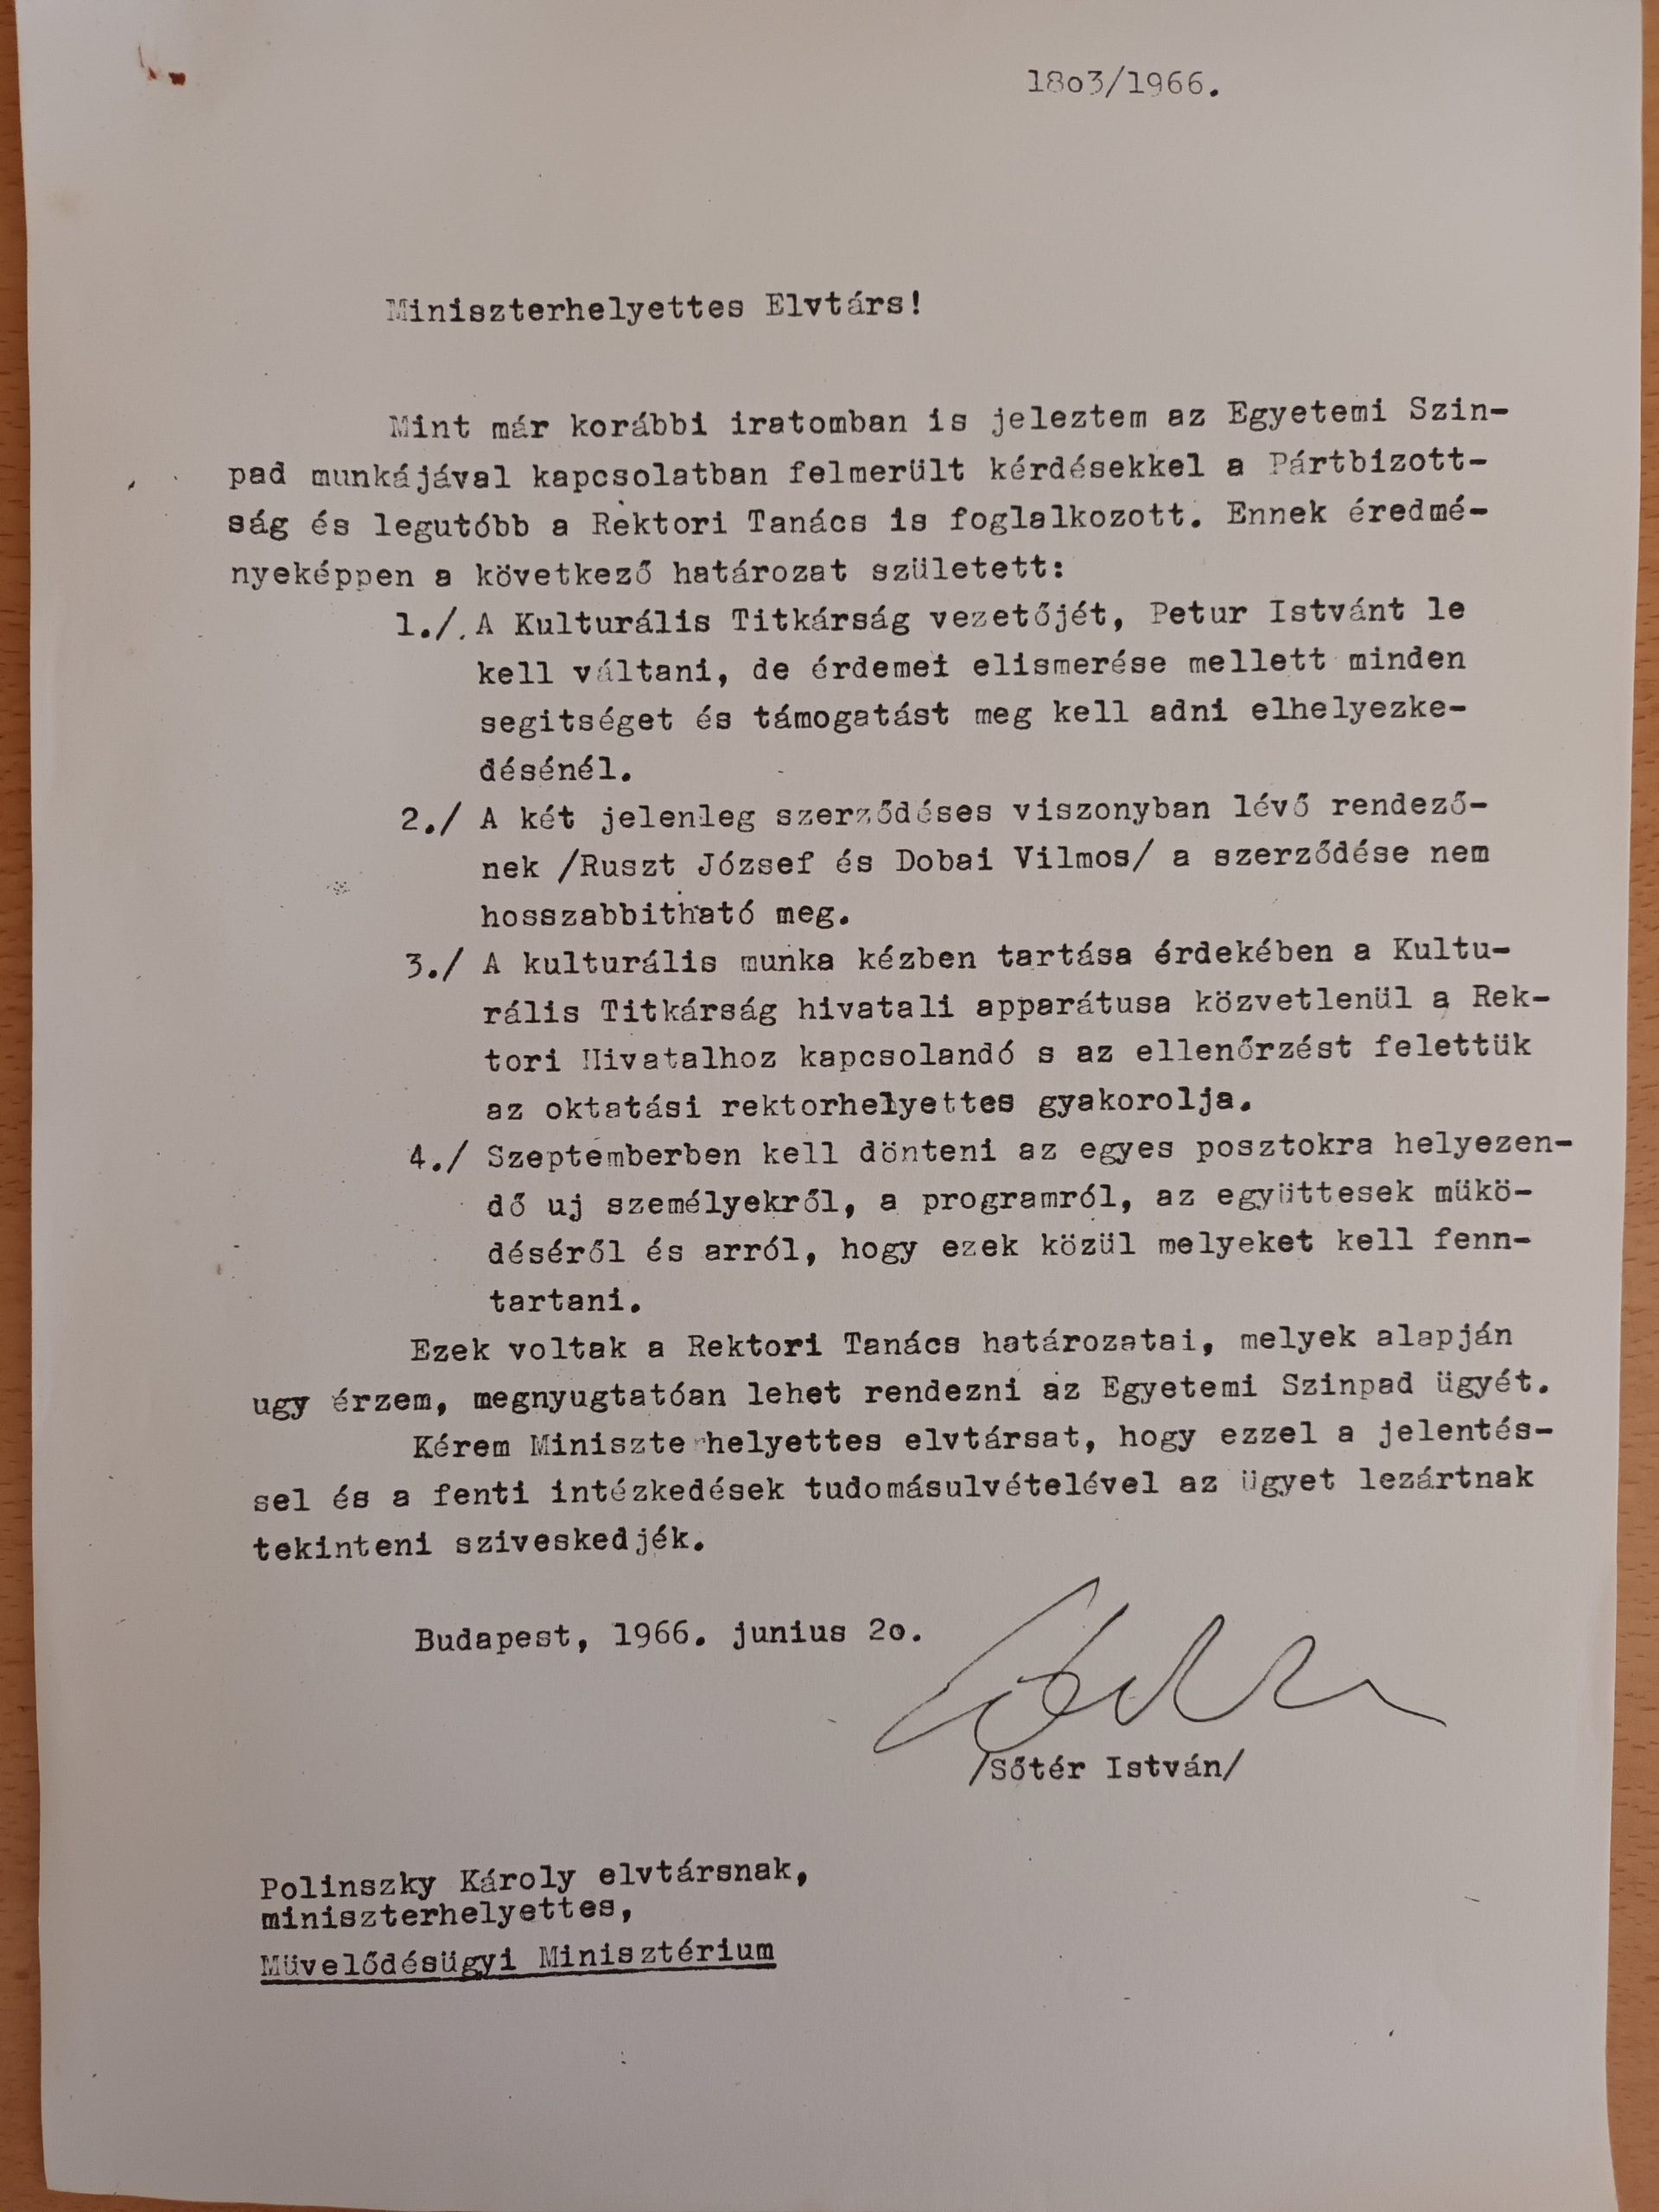 18o3/1966.
Miniszterhelyettes Elvtárs!
Mint már korábbi iratomban is jeleztem az Egyetemi Szin-
pad munkájával kapcsolatban felmerült kérdésekkel a Pártbizott-
ság és legutóbb a Rektori Tanács is foglalkozott. Ennek éredmé-
nyeképpen a következő határozat született:
1./. A Kulturális Titkárság vezetőjét, Petur Istvánt le
kell váltani, de érdemei elismerése mellett minden
segitséget és támogatást meg kell adni elhelyezke-
désénél.
2./ A két jelenleg szerződéses viszonyban lévő rendező-
nek /Ruszt József és Dobai Vilmos/ a szerződése nem
hosszabbitható meg.
3./ A kulturális munka kézben tartása érdekében a Kultu-
rális Titkárság hivatali apparátusa közvetlenül a Rek-
tori Hivatalhoz kapcsolandó s az ellenőrzést felettük
az oktatási rektorhelyettes gyakorolja.
4./ Szeptemberben kell dönteni az egyes posztokra helyezen-
dő uj személyekről, a programról, az együttesek mükö-
déséről és arról, hogy ezek közül melyeket kell fenn-
tartani.
Ezek voltak a Rektori Tanács határozatai, melyek alapján
ugy érzem, megnyugtatóan lehet rendezni az Egyetemi Szinpad ügyét.
Kérem Miniszterhelyettes elvtársat, hogy ezzel a jelentés-
sel és a fenti intézkedések tudomásulvételével az ügyet lezártnak
tekinteni sziveskedjék.
Budapest, 1966. junius 2o.
/Sőtér István/
Polinszky Károly elvtársnak,
miniszterhelyettes,
Müvelődésügyi Minisztérium